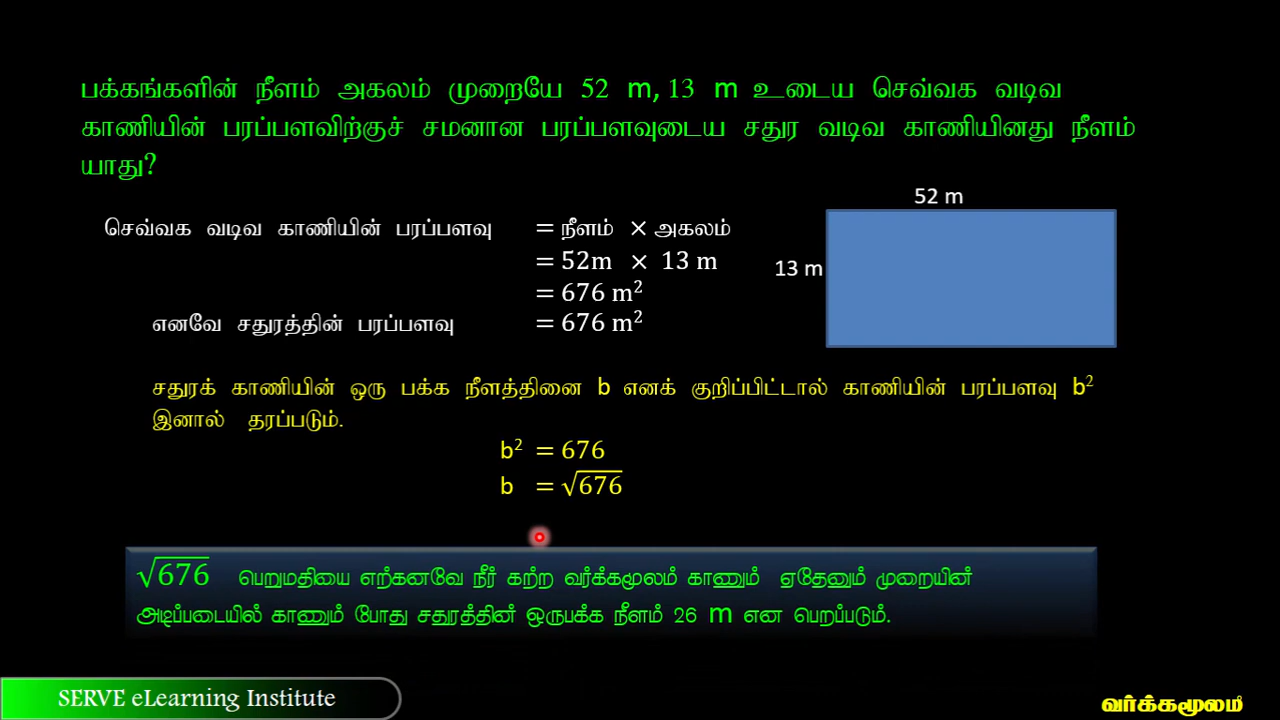 பக்கங்களின் நீளம் அகலம் முறையே 52 m, 13 m உடைய செவ்வக வடிவ
காணியின் பரப்பளவிற்குச் சமனான பரப்பளவுடைய சதுர வடிவ காணியினது நீளம்
யாது?
52 m
செவ்வக வடிவ காணியின் பரப்பளவு = நீளம் × அகலம்
= 52m × 13 m
13 m
= 676 m²
எனவே சதுரத்தின் பரப்பளவு = 676 m²
சதுரக் காணியின் ஒரு பக்க நீளத்தினை b எனக் குறிப்பிட்டால் காணியின் பரப்பளவு b²
இனால் தரப்படும்.
b² = 676
b = √676
√676 பெறுமதியை எற்கனவே நீர் கற்ற வர்க்கமூலம் காணும் ஏதேனும் முறையின்
அடிப்படையில் காணும் போது சதுரத்தின் ஒருபக்க நீளம் 26 m என பெறப்படும்.
SERVE eLearning Institute
வர்க்கமூலம்